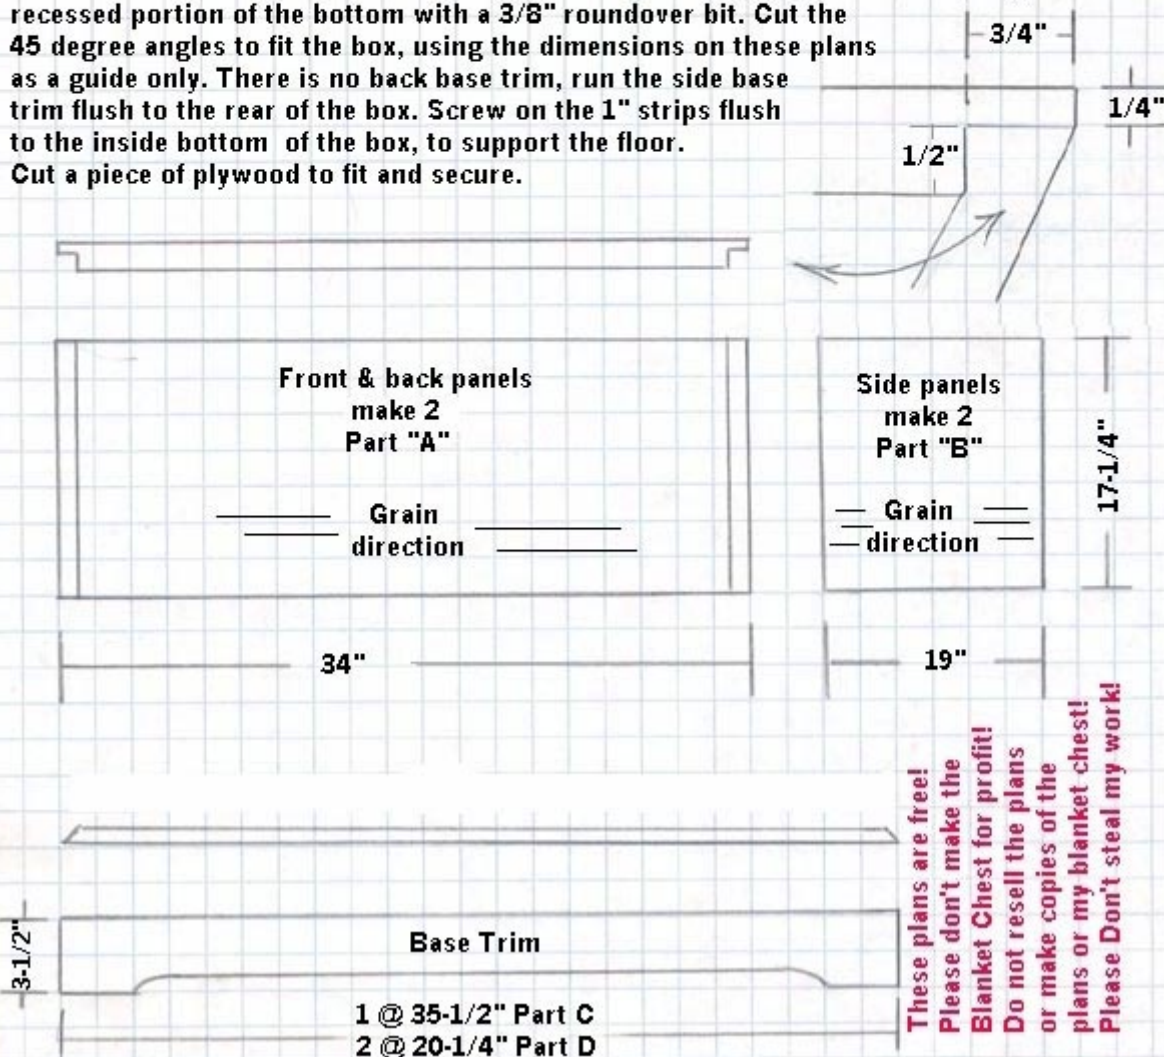 recessed portion of the bottom with a 3/8" roundover bit. Cut the
45 degree angles to fit the box, using the dimensions on these plans
as a guide only. There is no back base trim, run the side base
trim flush to the rear of the box. Screw on the 1" strips flush
to the inside bottom of the box, to support the floor.
Cut a piece of plywood to fit and secure.
3/4"
1/4"
1/2"
Front & back panels
make 2
Part "A"
Grain
direction
Side panels
make 2
Part "B"
Grain
direction
17-1/4"
34"
19"
These plans are free!
Please don't make the
Blanket Chest for profit!
Do not resell the plans
or make copies of the
plans or my blanket chest!
Please Don't steal my work!
3-1/2"
Base Trim
1 @ 35-1/2" Part C
2 @ 20-1/4" Part D